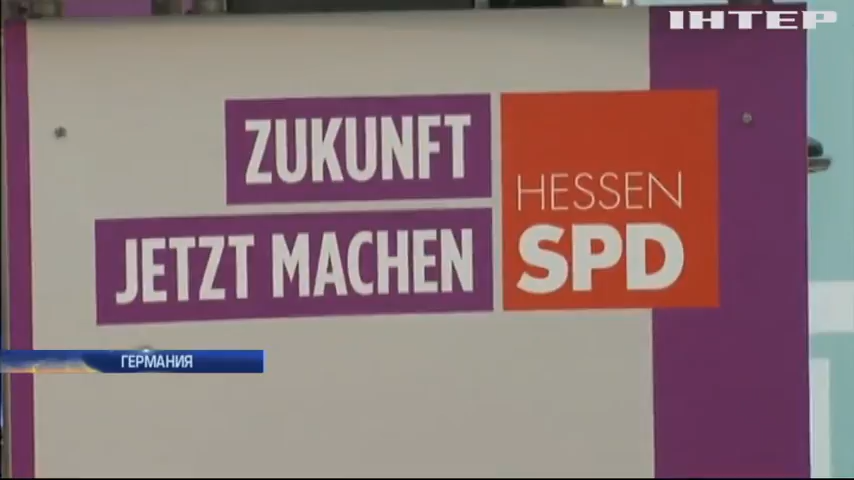 ІНТЕР
ZUKUNFT
JETZT MACHEN
HESSEN
SPD
ГЕРМАНИЯ